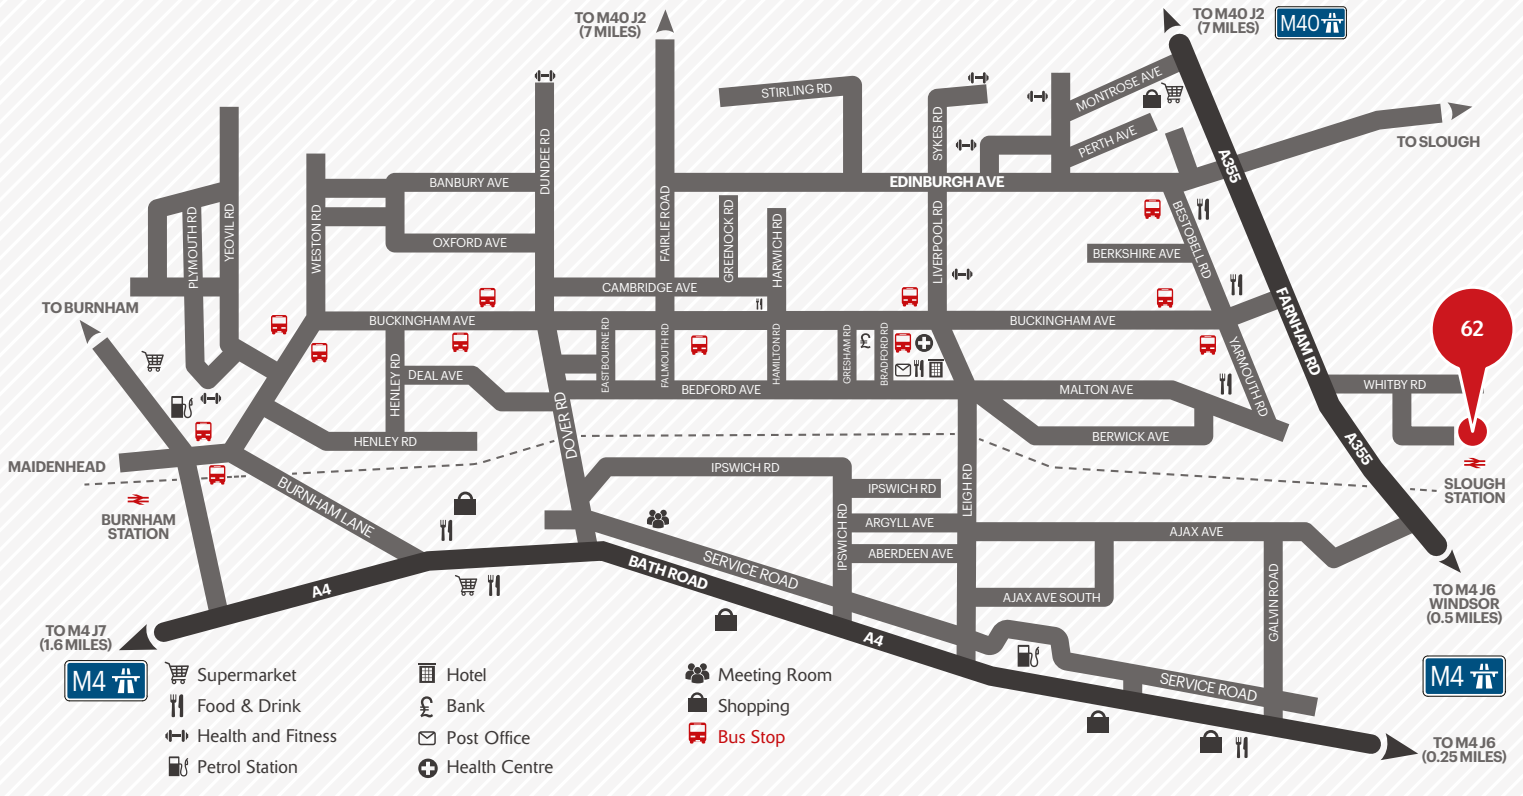 TO M40 J2
(7 MILES)
TO M40 J2
(7 MILES)
M40
MONTROSE AVE
STIRLING RD
SYKES RD
PERTH AVE
TO SLOUGH
A355
DUNDEE RD
BANBURY AVE
EDINBURGH AVE
PLYMOUTH RD
YEOVIL RD
WESTON RD
OXFORD AVE
FAIRLIE ROAD
GREENOCK RD
HARWICH RD
LIVERPOOL RD
BESTOBELL RD
BERKSHIRE AVE
CAMBRIDGE AVE
TO BURNHAM
BUCKINGHAM AVE
BUCKINGHAM AVE
FARNHAM RD
62
EASTBOURNE RD
FALMOUTH RD
HAMILTON RD
GRESHAM RD
BRADFORD RD
YARMOUTH RD
HENLEY RD
DEAL AVE
BEDFORD AVE
MALTON AVE
WHITBY RD
DOVER RD
HENLEY RD
BERWICK AVE
A355
MAIDENHEAD
IPSWICH RD
IPSWICH RD
LEIGH RD
SLOUGH
STATION
BURNHAM
STATION
BURNHAM LANE
IPSWICH RD
ARGYLL AVE
AJAX AVE
ABERDEEN AVE
SERVICE ROAD
BATH ROAD
A4
AJAX AVE SOUTH
GALVIN ROAD
TO M4 J6
WINDSOR
(0.5 MILES)
TO M4 J7
(1.6 MILES)
A4
M4
SERVICE ROAD
M4
TO M4 J6
(0.25 MILES)
Supermarket
Food & Drink
Health and Fitness
Petrol Station
Hotel
£ Bank
Post Office
Health Centre
Meeting Room
Shopping
Bus Stop
£